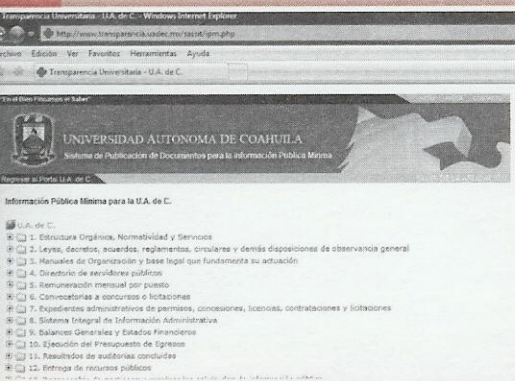 Transparencia Universitaria - U.A. de C. - Windows Internet Explorer
http://www.transparencia.uadec.mx/sasitit/ipm.php
Archivo Edición Ver Favoritos Herramientas Ayuda
Transparencia Universitaria - U.A. de C.
"En el Bien Fincamos el Saber"
UNIVERSIDAD AUTONOMA DE COAHUILA
Sistema de Publicación de Documentos para la información Pública Mínima
Regresar al Portal U.A. de C.
Información Pública Mínima para la U.A. de C.
U.A. de C.
1. Estructura Orgánica, Normatividad y Servicios
2. Leyes, decretos, acuerdos, reglamentos, circulares y demás disposiciones de observancia general
3. Manuales de Organización y base legal que fundamenta su actuación
4. Directorio de servidores públicos
5. Remuneración mensual por puesto
6. Convocatorias a concursos o licitaciones
7. Expedientes administrativos de permisos, concesiones, licencias, contrataciones y licitaciones
8. Sistema Integral de Información Administrativa
9. Balances Generales y Estados Financieros
10. Ejecución del Presupuesto de Egresos
11. Resultados de auditorías concluidas
12. Entrega de recursos públicos